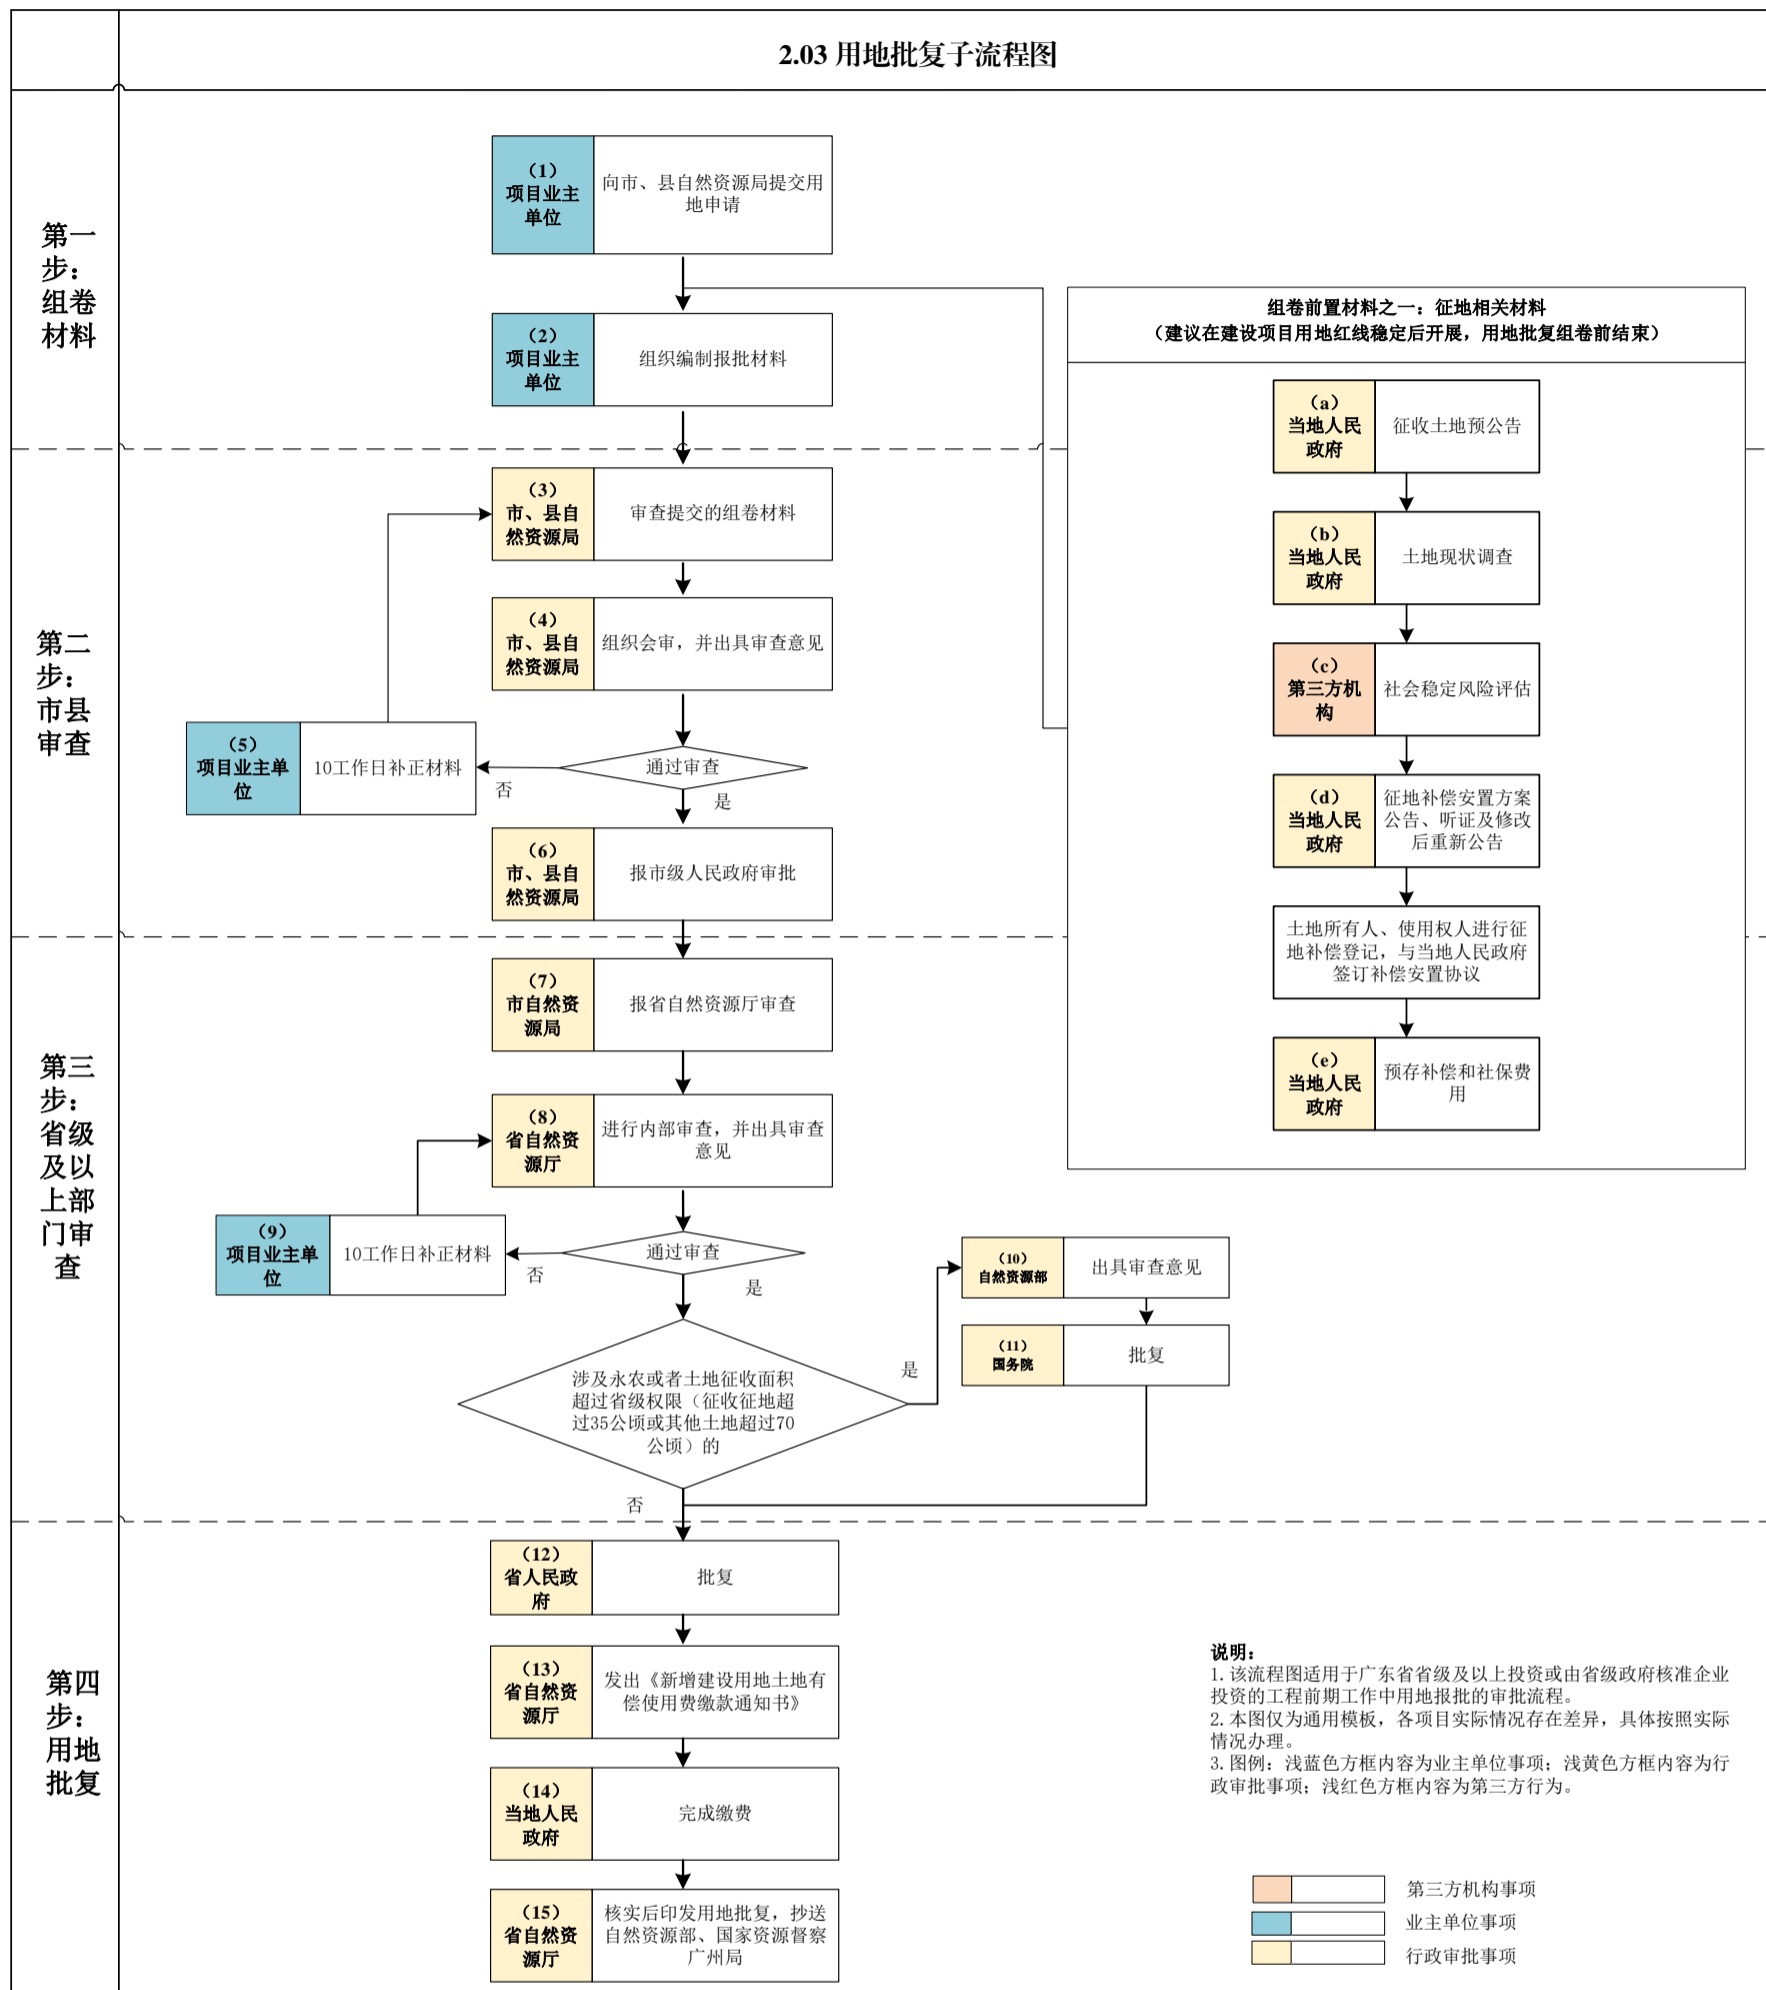 2.03 用地批复子流程图
第一
步：
组卷
材料
（1）
项目业主
单位
向市、县自然资源局提交用
地申请
（2）
项目业主
单位
组织编制报批材料
组卷前置材料之一：征地相关材料
（建议在建设项目用地红线稳定后开展，用地批复组卷前结束）
（a）
当地人民
政府
征收土地预公告
（b）
当地人民
政府
土地现状调查
（c）
第三方机
构
社会稳定风险评估
（d）
当地人民
政府
征地补偿安置方案
公告、听证及修改
后重新公告
土地所有人、使用权人进行征
地补偿登记，与当地人民政府
签订补偿安置协议
（e）
当地人民
政府
预存补偿和社保费
用
第二
步：
市县
审查
（3）
市、县自
然资源局
审查提交的组卷材料
（4）
市、县自
然资源局
组织会审，并出具审查意见
通过审查
否
是
（5）
项目业主单
位
10工作日补正材料
（6）
市、县自
然资源局
报市级人民政府审批
第三
步：
省级
及以
上部
门审
查
（7）
市自然资
源局
报省自然资源厅审查
（8）
省自然资
源厅
进行内部审查，并出具审查
意见
通过审查
否
是
（9）
项目业主单
位
10工作日补正材料
涉及永农或者土地征收面积
超过省级权限（征收征地超
过35公顷或其他土地超过70
公顷）的
是
否
（10）
自然资源部
出具审查意见
（11）
国务院
批复
第四
步：
用地
批复
（12）
省人民政
府
批复
（13）
省自然资
源厅
发出《新增建设用地土地有
偿使用费缴款通知书》
（14）
当地人民
政府
完成缴费
（15）
省自然资
源厅
核实后印发用地批复，抄送
自然资源部、国家资源督察
广州局
说明：
1.该流程图适用于广东省省级及以上投资或由省级政府核准企业
投资的工程前期工作中用地报批的审批流程。
2.本图仅为通用模板，各项目实际情况存在差异，具体按照实际
情况办理。
3.图例：浅蓝色方框内容为业主单位事项；浅黄色方框内容为行
政审批事项；浅红色方框内容为第三方行为。
第三方机构事项
业主单位事项
行政审批事项